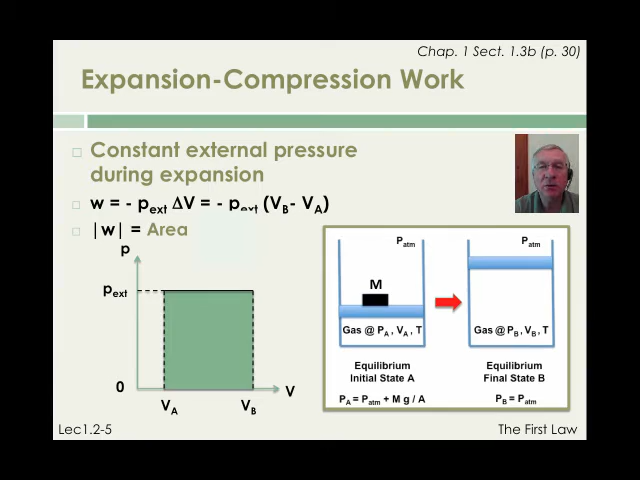 Chap. 1 Sect. 1.3b (p. 30)
Expansion-Compression Work
Constant external pressure
during expansion
w = - pext ΔV = - pext (VB- VA)
|w| = Area
p
pext
0
VA
VB
V
Patm
Patm
M
Gas @ PA , VA , T
Gas @ PB, VB, T
Equilibrium
Initial State A
Equilibrium
Final State B
PA = Patm + M g / A
PB = Patm
Lec1.2-5
The First Law